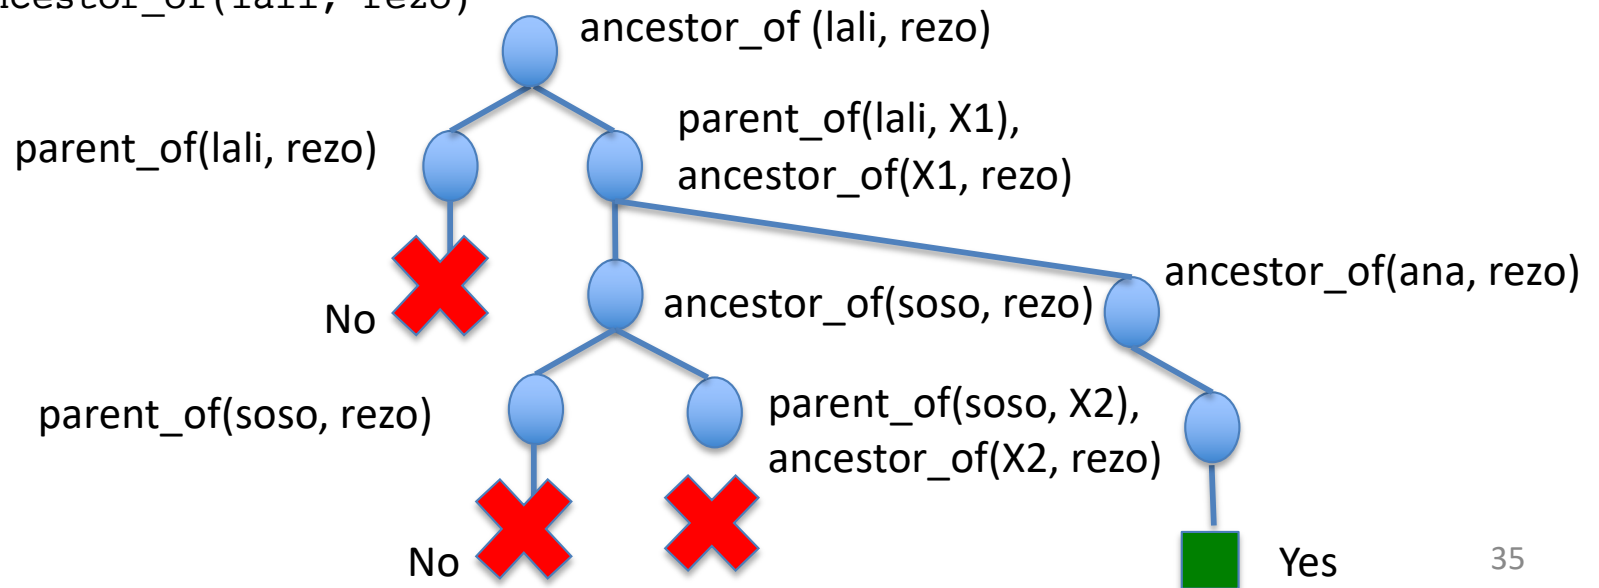 ancestor_of (lali, rezo)
parent_of(lali, X1),
parent_of(lali, rezo)
ancestor_of(X1, rezo)
ancestor_of(ana, rezo)
ancestor_of(soso, rezo)
No
parent_of(soso, X2),
parent_of(soso, rezo)
ancestor_of(X2, rezo)
No
Yes
35